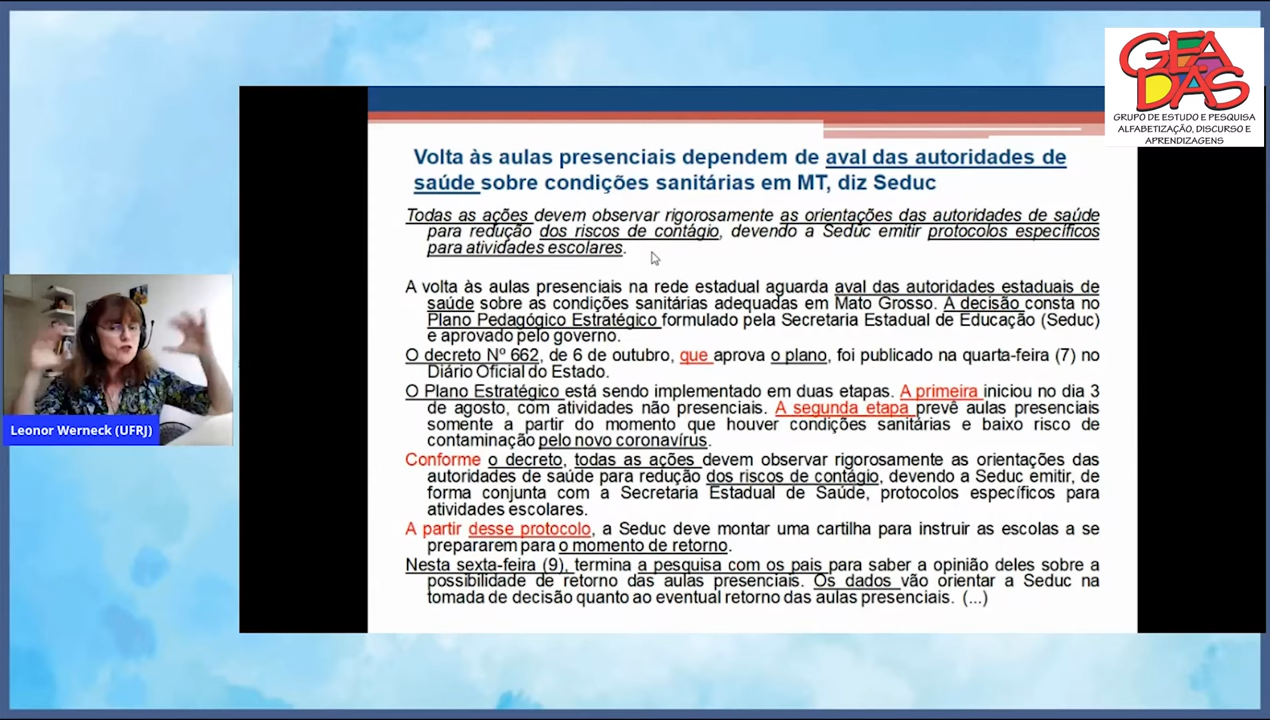 GEADAS
GRUPO DE ESTUDO E PESQUISA
ALFABETIZAÇÃO, DISCURSO E
APRENDIZAGENS
Volta às aulas presenciais dependem de aval das autoridades de
saúde sobre condições sanitárias em MT, diz Seduc
Todas as ações devem observar rigorosamente as orientações das autoridades de saúde
para redução dos riscos de contágio, devendo a Seduc emitir protocolos específicos
para atividades escolares.
A volta às aulas presenciais na rede estadual aguarda aval das autoridades estaduais de
saúde sobre as condições sanitárias adequadas em Mato Grosso. A decisão consta no
Plano Pedagógico Estratégico formulado pela Secretaria Estadual de Educação (Seduc)
e aprovado pelo governo.
O decreto Nº 662, de 6 de outubro, que aprova o plano, foi publicado na quarta-feira (7) no
Diário Oficial do Estado.
O Plano Estratégico está sendo implementado em duas etapas. A primeira iniciou no dia 3
de agosto, com atividades não presenciais. A segunda etapa prevê aulas presenciais
somente a partir do momento que houver condições sanitárias e baixo risco de
contaminação pelo novo coronavírus.
Conforme o decreto, todas as ações devem observar rigorosamente as orientações das
autoridades de saúde para redução dos riscos de contágio, devendo a Seduc emitir, de
forma conjunta com a Secretaria Estadual de Saúde, protocolos específicos para
atividades escolares.
A partir desse protocolo, a Seduc deve montar uma cartilha para instruir as escolas a se
prepararem para o momento de retorno.
Nesta sexta-feira (9), termina a pesquisa com os pais para saber a opinião deles sobre a
possibilidade de retorno das aulas presenciais. Os dados vão orientar a Seduc na
tomada de decisão quanto ao eventual retorno das aulas presenciais. (...)
Leonor Werneck (UFRJ)